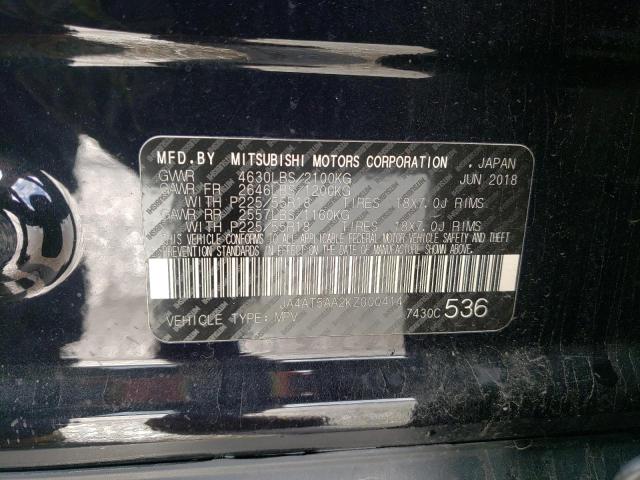 MFD.BY MITSUBISHI MOTORS CORPORATION . JAPAN
GVWR 4630LBS/2100KG JUN 2018
GAWR FR 2646LBS/1200KG
WITH P225/55R18 TIRES 18X7.0J RIMS
GAWR RR 2557LBS/1160KG
WITH P225/55R18 TIRES 18X7.0J RIMS
THIS VEHICLE CONFORMS TO ALL APPLICABLE FEDERAL MOTOR VEHICLE SAFETY AND THEFT
PREVENTION STANDARDS IN EFFECT ON THE DATE OF MANUFACTURE SHOWN ABOVE.
JA4AT5AA2KZ000414
VEHICLE TYPE: MPV 7430C 536